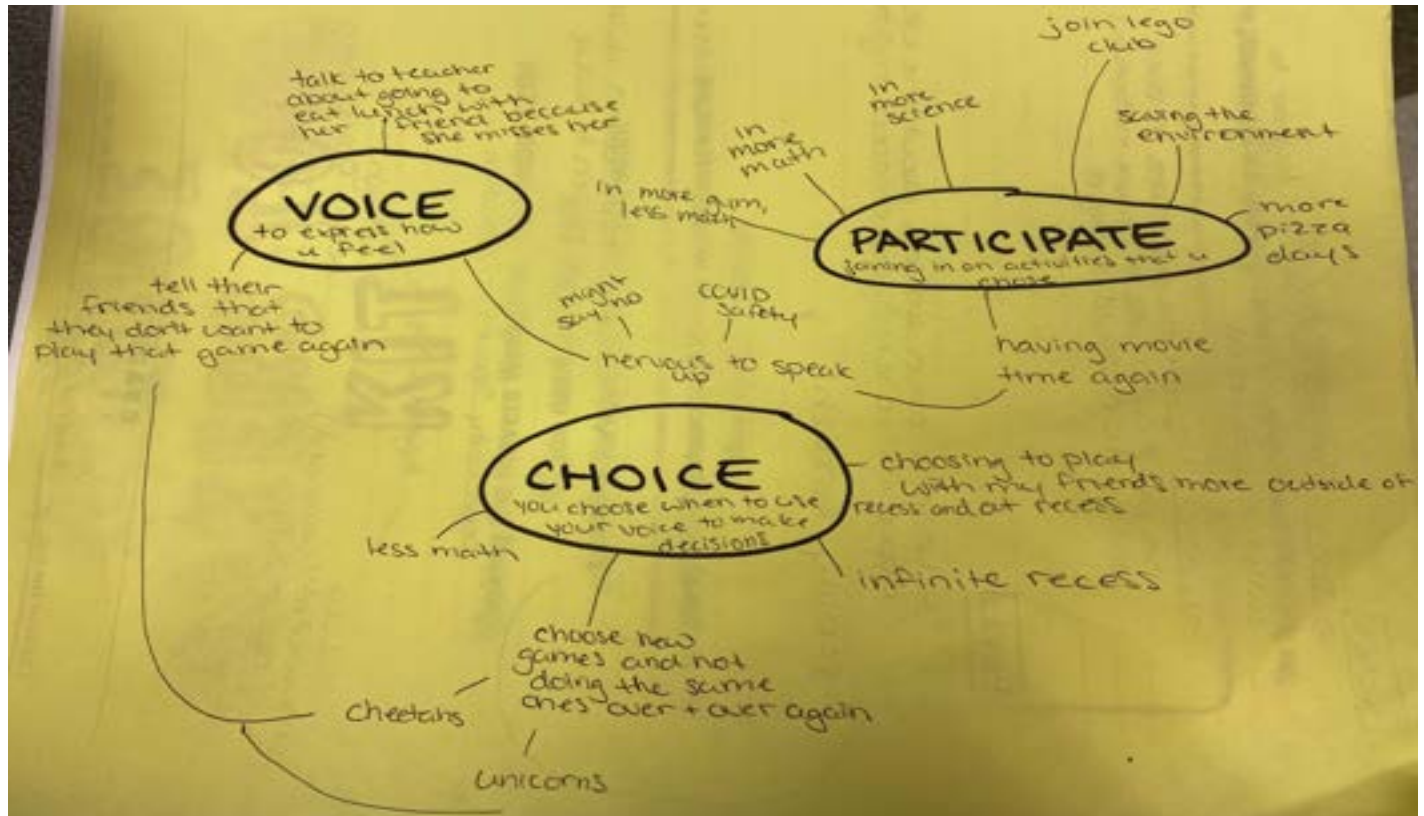 talk to teacher
about going to
eat lunch with
her friend because
she misses her
VOICE
to express how
u feel
tell their
friends that
they don't want to
play that game again
might
say no
COVID
safety
nervous to speak
up
join lego
club
in
more
science
saving the
environment
in
more
math
in more gym,
less math
PARTICIPATE
joining in on activities that u
chose
more
pizza
days
having movie
time again
CHOICE
you choose when to use
your voice to make
decisions
choosing to play
with my friends more outside of
recess and at recess
less math
infinite recess
choose new
games and not
doing the same
ones over + over again
cheetahs
unicorns